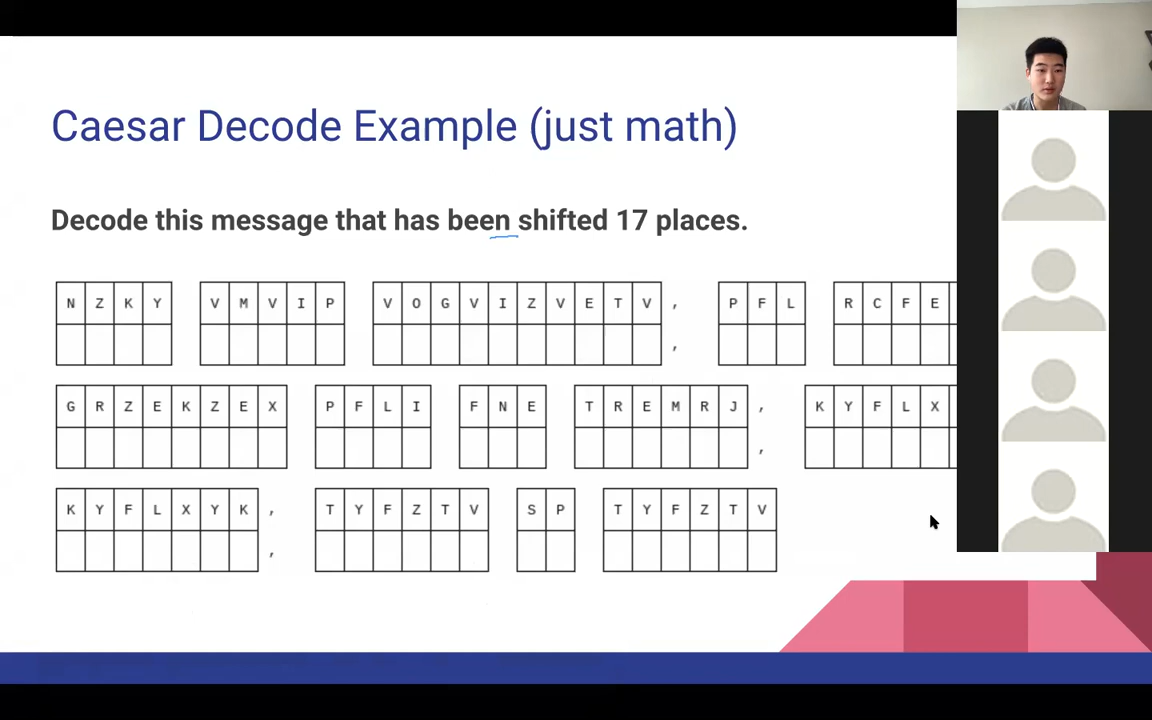 Caesar Decode Example (just math)
Decode this message that has been shifted 17 places.
N Z K Y V M V I P V O G V I Z V E T V , P F L R C F E
,
G R Z E K Z E X P F L I F N E T R E M R J , K Y F L X
,
K Y F L X Y K , T Y F Z T V S P T Y F Z T V
,